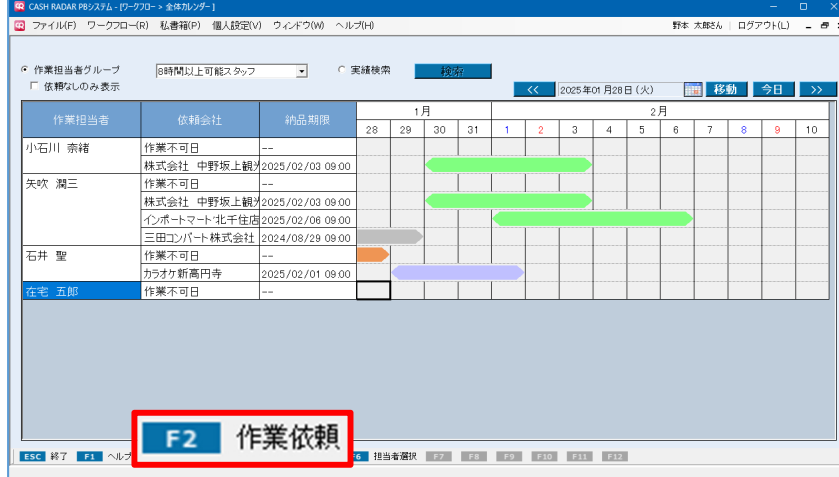 CASH RADAR PBシステム - [ワークフロー > 全体カレンダー]
ファイル(F) ワークフロー(R) 私書箱(P) 個人設定(V) ウィンドウ(W) ヘルプ(H) 野本 太郎さん ログアウト(L)
作業担当者グループ 8時間以上可能スタッフ 実績検索 検索
依頼なしのみ表示
<< 2025年01月28日(火) 移動 今日 >>
作業担当者 依頼会社 納品期限 1月 2月
28 29 30 31 1 2 3 4 5 6 7 8 9 10
小石川 奈緒 作業不可日 --
株式会社 中野坂上観光 2025/02/03 09:00
矢吹 潤三 作業不可日 --
株式会社 中野坂上観光 2025/02/03 09:00
インポートマート北千住店 2025/02/06 09:00
三田コンバート株式会社 2024/08/29 09:00
石井 聖 作業不可日 --
カラオケ新高円寺 2025/02/01 09:00
在宅 五郎 作業不可日 --
F2 作業依頼
ESC 終了 F1 ヘルプ F6 担当者選択 F7 F8 F9 F10 F11 F12